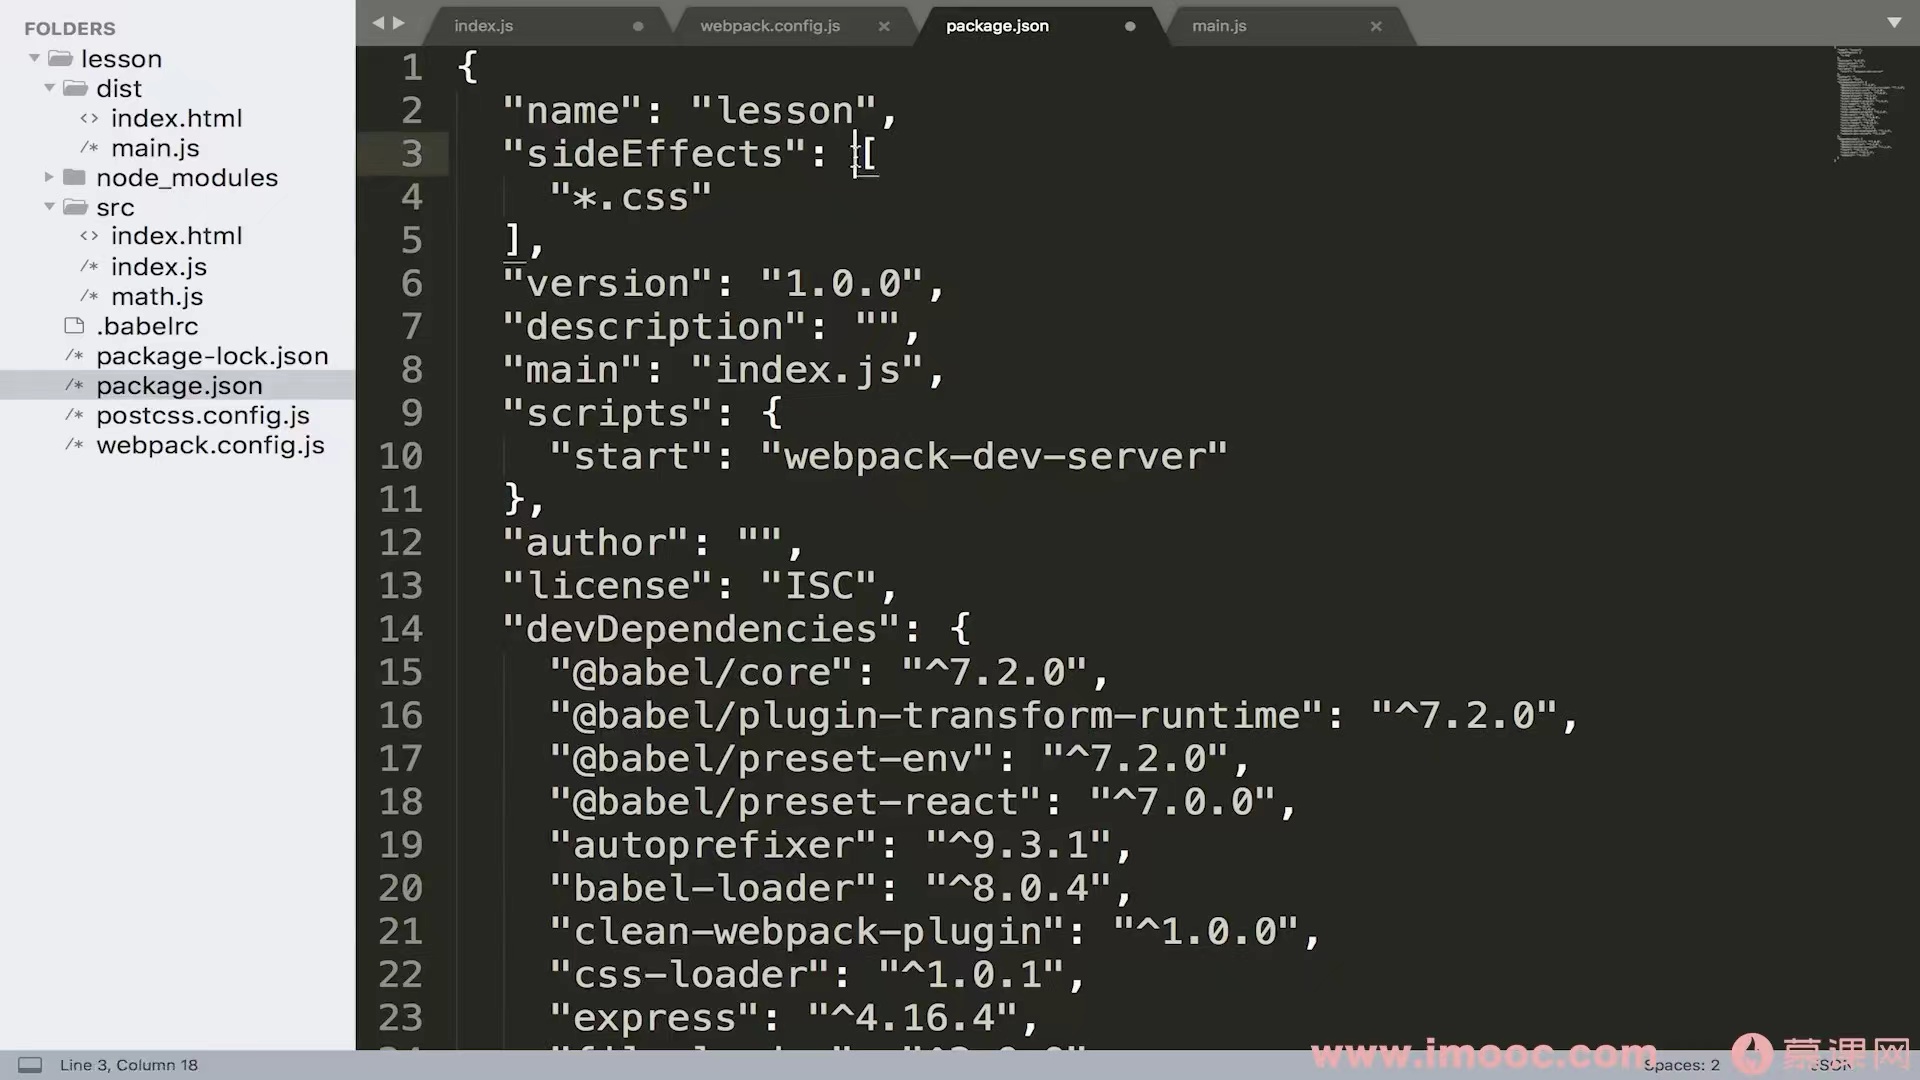 FOLDERS
lesson
dist
<> index.html
/* main.js
node_modules
src
<> index.html
/* index.js
/* math.js
.babelrc
/* package-lock.json
/* package.json
/* postcss.config.js
/* webpack.config.js
index.js
webpack.config.js
package.json
main.js
1 {
2 "name": "lesson",
3 "sideEffects": [
4 "*.css"
5 ],
6 "version": "1.0.0",
7 "description": "",
8 "main": "index.js",
9 "scripts": {
10 "start": "webpack-dev-server"
11 },
12 "author": "",
13 "license": "ISC",
14 "devDependencies": {
15 "@babel/core": "^7.2.0",
16 "@babel/plugin-transform-runtime": "^7.2.0",
17 "@babel/preset-env": "^7.2.0",
18 "@babel/preset-react": "^7.0.0",
19 "autoprefixer": "^9.3.1",
20 "babel-loader": "^8.0.4",
21 "clean-webpack-plugin": "^1.0.0",
22 "css-loader": "^1.0.1",
23 "express": "^4.16.4",
Line 3, Column 18
www.imooc.com
Spaces: 2
慕课网
JSON